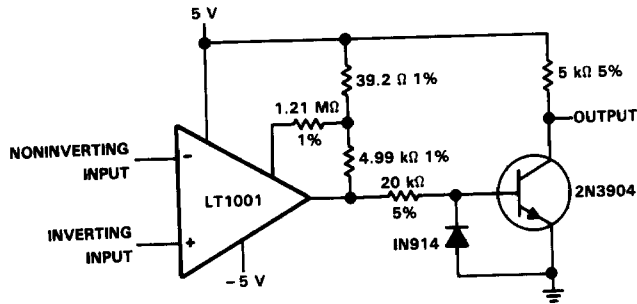 5 V
39.2 Ω 1%
5 kΩ 5%
1.21 MΩ
1%
OUTPUT
NONINVERTING
INPUT
-
LT1001
4.99 kΩ 1%
20 kΩ
5%
2N3904
INVERTING
INPUT
+
IN914
-5 V